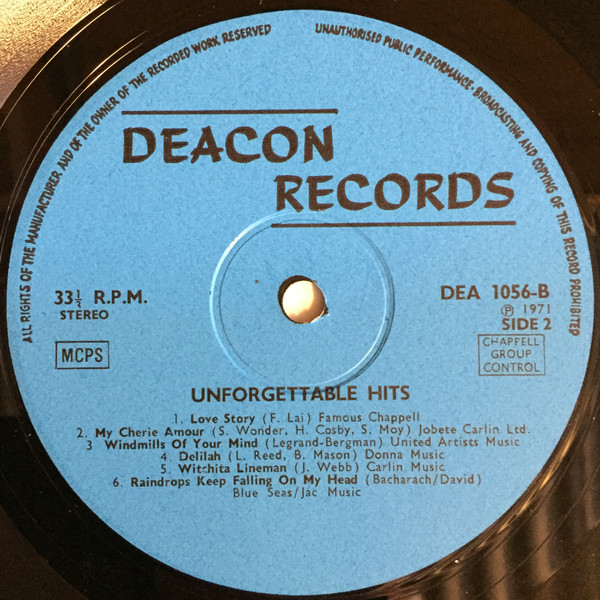 ALL RIGHTS OF THE MANUFACTURER AND OF THE OWNER OF THE RECORDED WORK RESERVED
UNAUTHORISED PUBLIC PERFORMANCE · BROADCASTING AND COPYING OF THIS RECORD PROHIBITED
DEACON
RECORDS
33⅓ R.P.M.
STEREO
MCPS
DEA 1056-B
℗ 1971
SIDE 2
CHAPPELL
GROUP
CONTROL
UNFORGETTABLE HITS
1. Love Story (F. Lai) Famous Chappell
2. My Cherie Amour (S. Wonder, H. Cosby, S. Moy) Jobete Carlin Ltd.
3 Windmills Of Your Mind (Legrand-Bergman) United Artists Music
4. Delilah (L. Reed, B. Mason) Donna Music
5. Witchita Lineman (J. Webb) Carlin Music
6. Raindrops Keep Falling On My Head (Bacharach/David)
Blue Seas/Jac Music